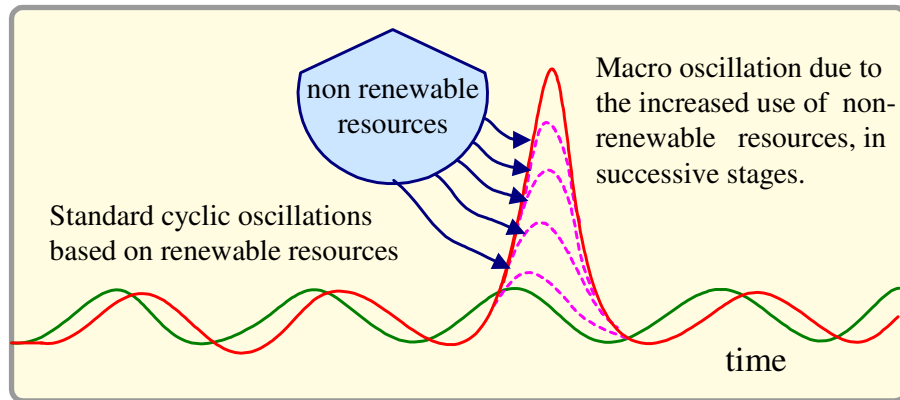 non renewable
resources
Macro oscillation due to
the increased use of non-
renewable resources, in
successive stages.
Standard cyclic oscillations
based on renewable resources
time